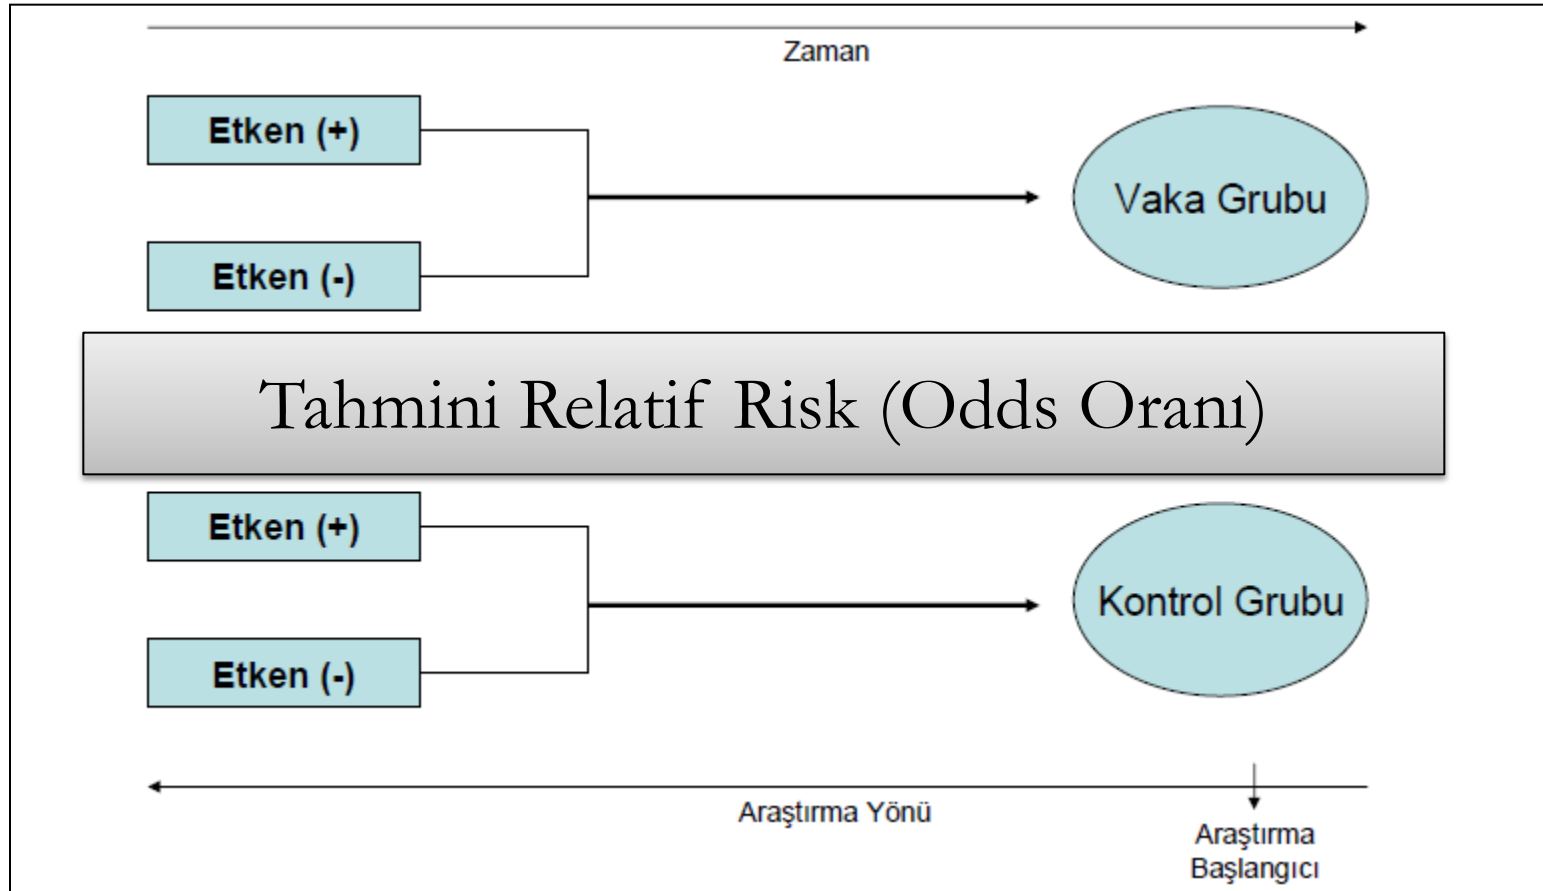 Zaman
Etken (+)
Vaka Grubu
Etken (-)
Tahmini Relatif Risk (Odds Oranı)
Etken (+)
Kontrol Grubu
Etken (-)
Araştırma Yönü
Araştırma
Başlangıcı